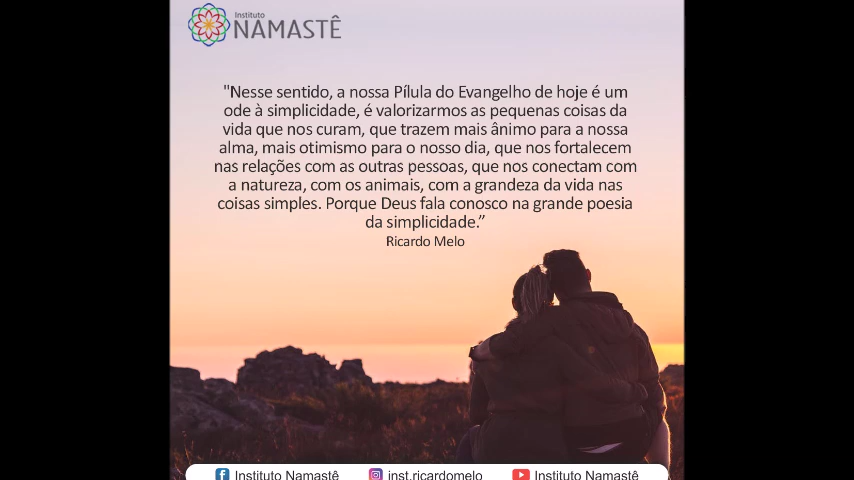 Instituto
NAMASTÊ
"Nesse sentido, a nossa Pílula do Evangelho de hoje é um
ode à simplicidade, é valorizarmos as pequenas coisas da
vida que nos curam, que trazem mais ânimo para a nossa
alma, mais otimismo para o nosso dia, que nos fortalecem
nas relações com as outras pessoas, que nos conectam com
a natureza, com os animais, com a grandeza da vida nas
coisas simples. Porque Deus fala conosco na grande poesia
da simplicidade.”
Ricardo Melo
Instituto Namastê inst.ricardomelo Instituto Namastê